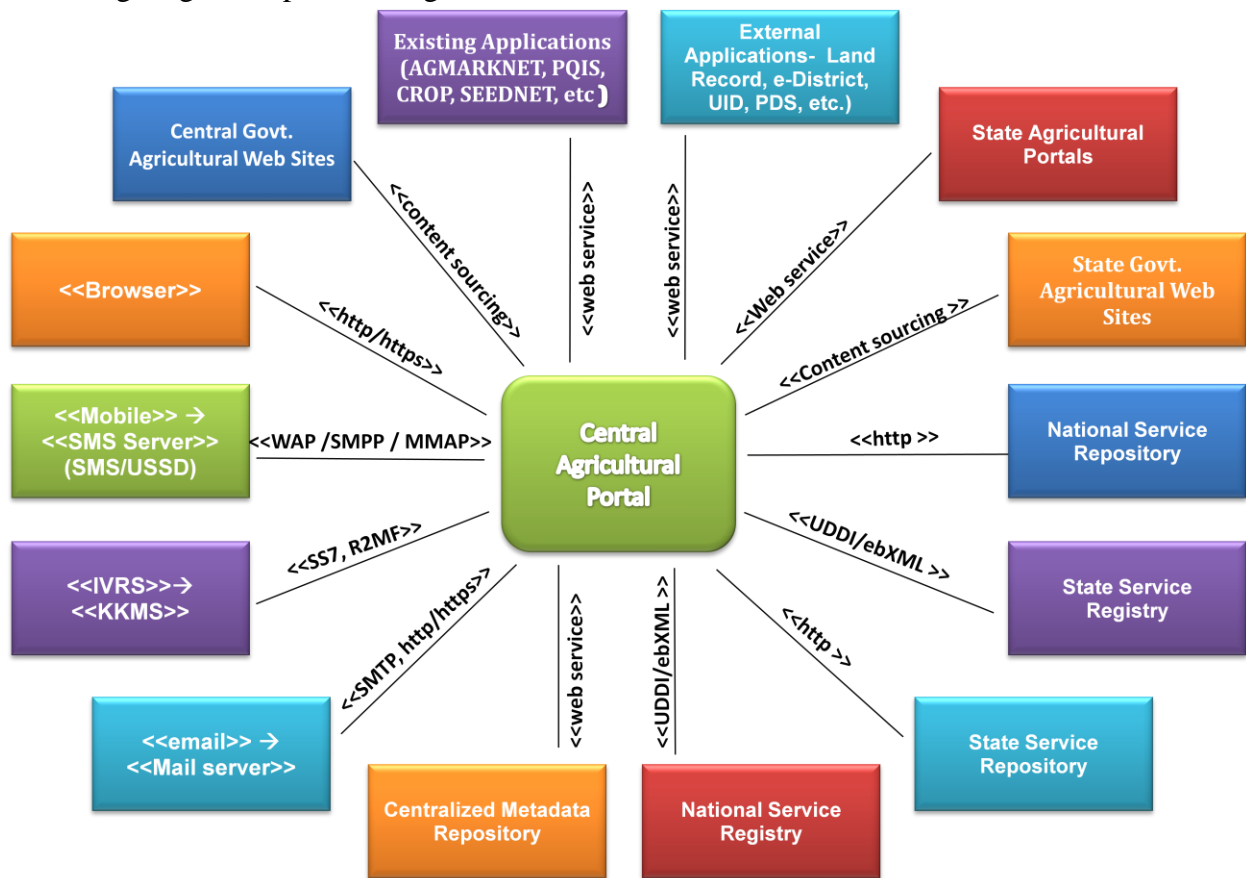 Existing Applications
(AGMARKNET, PQIS,
CROP, SEEDNET, etc )
External
Applications- Land
Record, e-District,
UID, PDS, etc.)
Central Govt.
Agricultural Web Sites
State Agricultural
Portals
<<content sourcing>>
<<web service>>
<<web service>>
<<Web service>>
<<Browser>>
<<http/https>>
State Govt.
Agricultural Web
Sites
<<Content sourcing >>
<<Mobile>> →
<<SMS Server>>
(SMS/USSD)
<<WAP /SMPP / MMAP>>
Central
Agricultural
Portal
<<http >>
National Service
Repository
<<IVRS>>→
<<KKMS>>
<<SS7, R2MF>>
<<UDDI/ebXML >>
State Service
Registry
<<email>> →
<<Mail server>>
<<SMTP, http/https>>
<<web service>>
<<UDDI/ebXML >>
<<http >>
State Service
Repository
Centralized Metadata
Repository
National Service
Registry